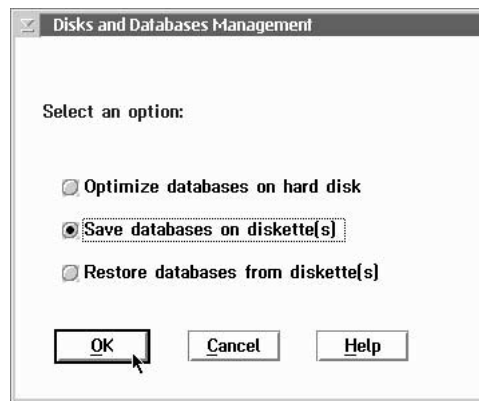 Disks and Databases Management
Select an option:
Optimize databases on hard disk
Save databases on diskette(s)
Restore databases from diskette(s)
OK
Cancel
Help